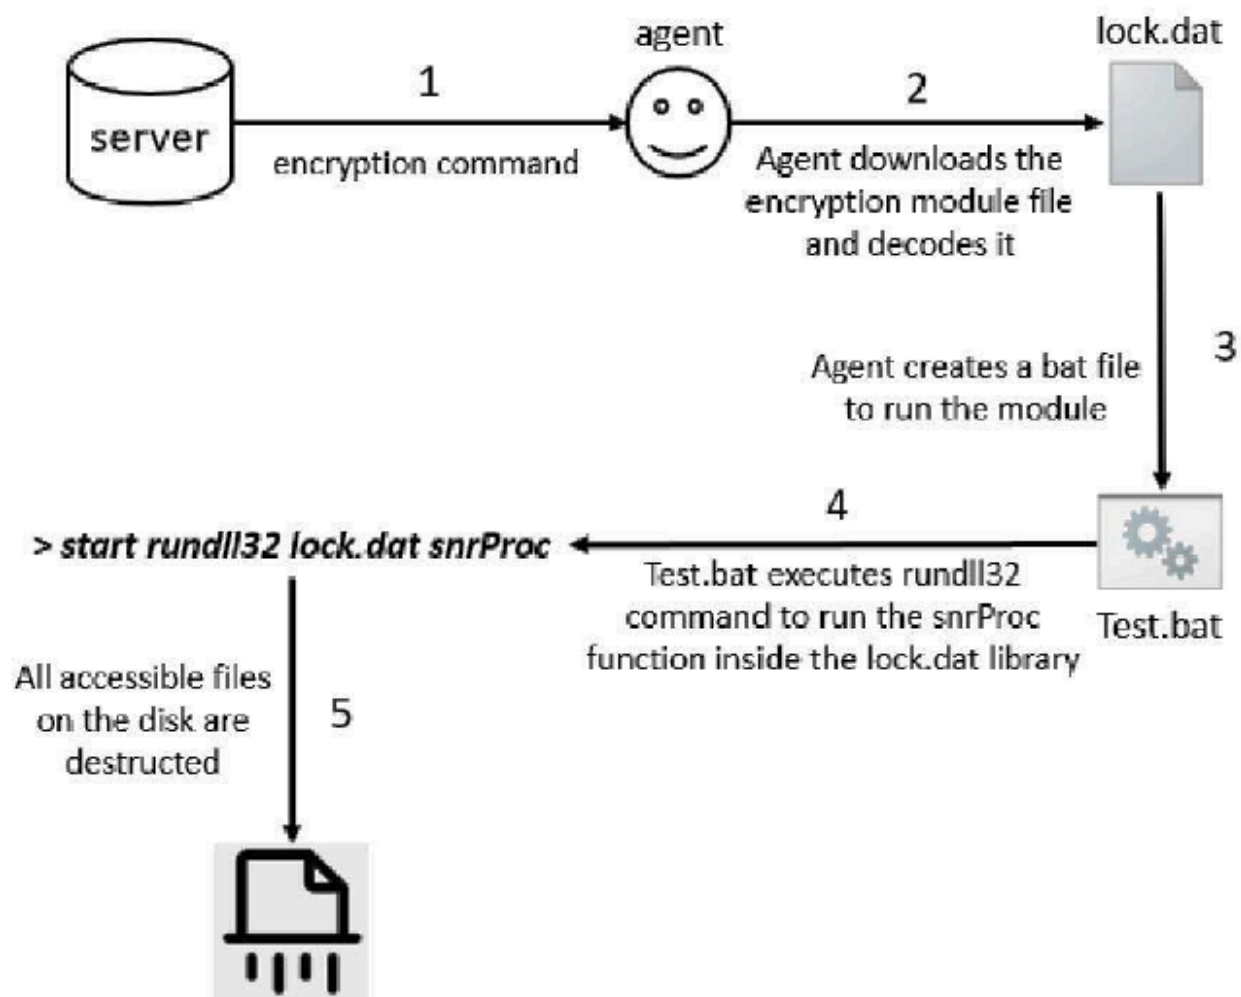 agent
lock.dat
server
1
encryption command
2
Agent downloads the
encryption module file
and decodes it
3
Agent creates a bat file
to run the module
4
> start rundll32 lock.dat snrProc
Test.bat executes rundll32
command to run the snrProc
function inside the lock.dat library
Test.bat
All accessible files
on the disk are
destructed
5